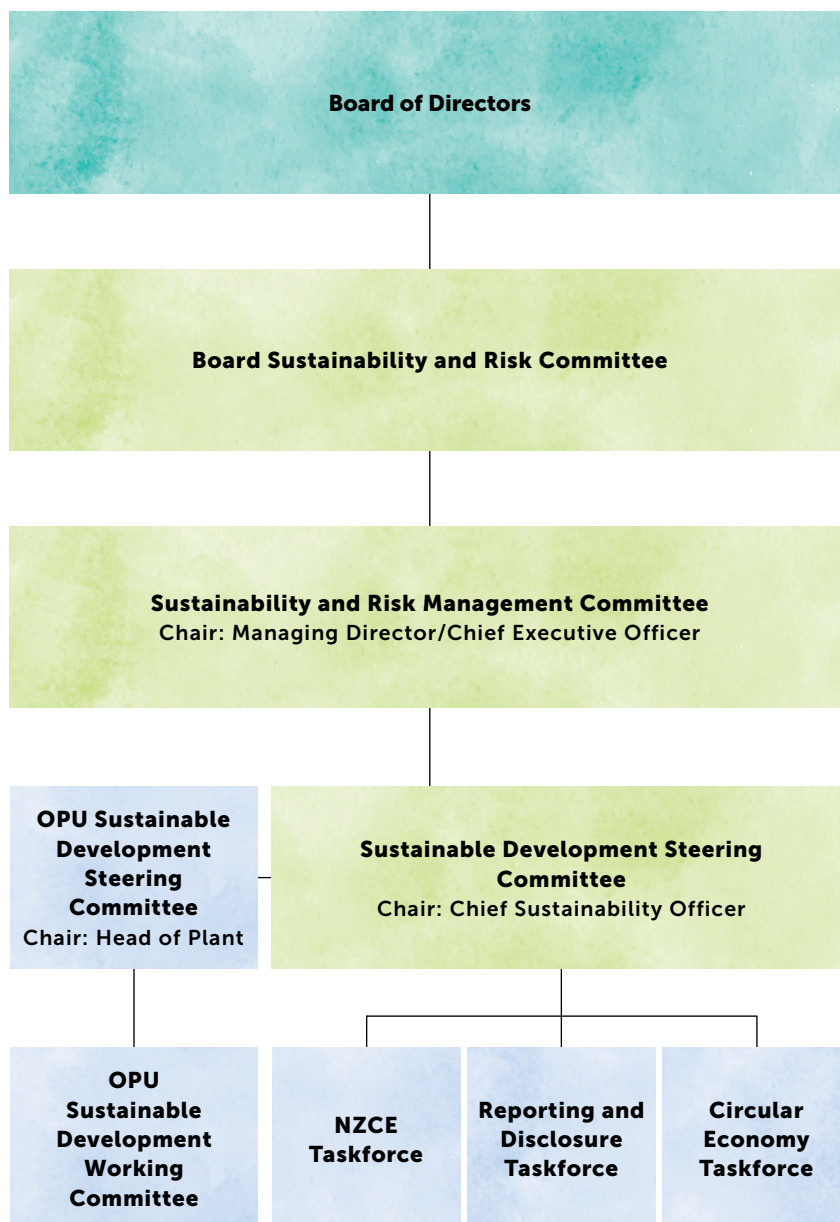 Board of Directors
Board Sustainability and Risk Committee
Sustainability and Risk Management Committee
Chair: Managing Director/Chief Executive Officer
OPU Sustainable
Development
Steering
Committee
Chair: Head of Plant
Sustainable Development Steering
Committee
Chair: Chief Sustainability Officer
OPU
Sustainable
Development
Working
Committee
NZCE
Taskforce
Reporting and
Disclosure
Taskforce
Circular
Economy
Taskforce